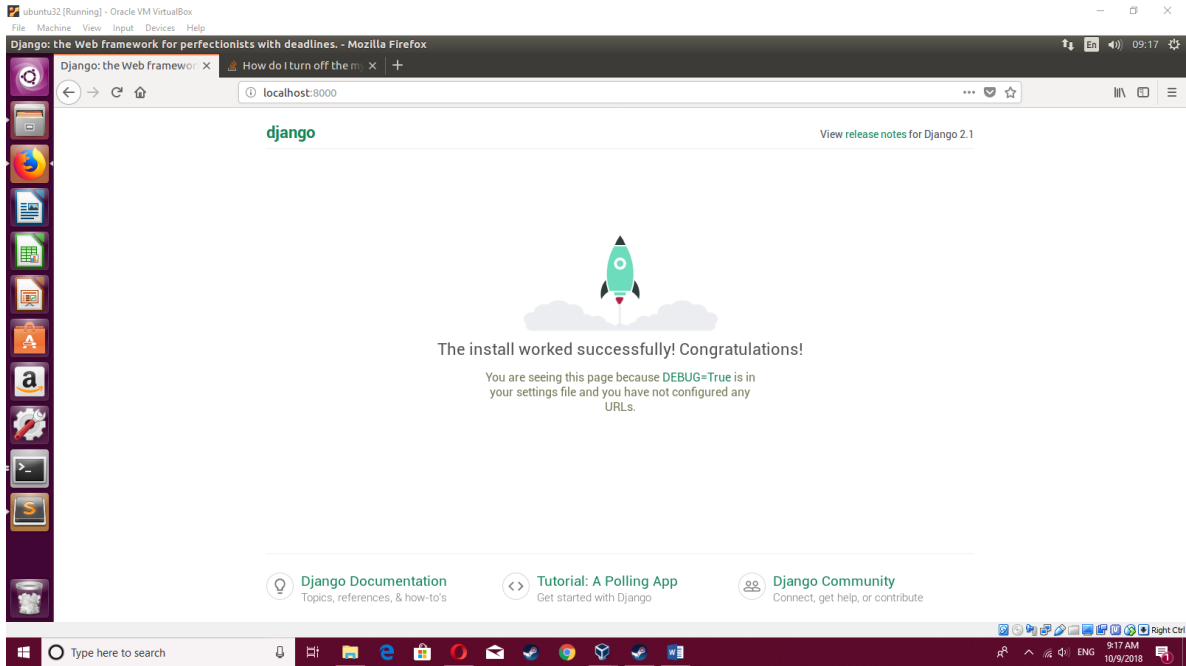 ubuntu32 [Running] - Oracle VM VirtualBox
File Machine View Input Devices Help
Django: the Web framework for perfectionists with deadlines. - Mozilla Firefox
En
09:17
Django: the Web framewor
How do I turn off the m
localhost:8000
django
View release notes for Django 2.1
The install worked successfully! Congratulations!
You are seeing this page because DEBUG=True is in
your settings file and you have not configured any
URLs.
Django Documentation
Topics, references, & how-to's
Tutorial: A Polling App
Get started with Django
Django Community
Connect, get help, or contribute
Right Ctrl
Type here to search
ENG
9:17 AM
10/9/2018